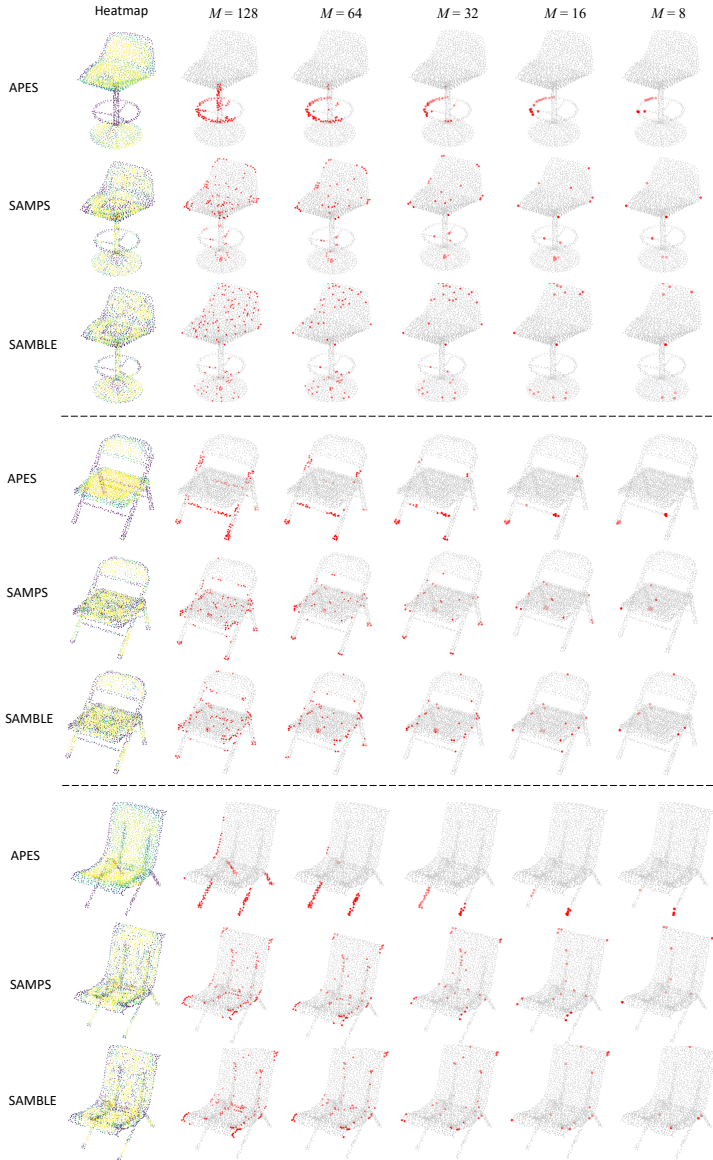 Heatmap M = 128 M = 64 M = 32 M = 16 M = 8
APES
SAMPS
SAMBLE
APES
SAMPS
SAMBLE
APES
SAMPS
SAMBLE